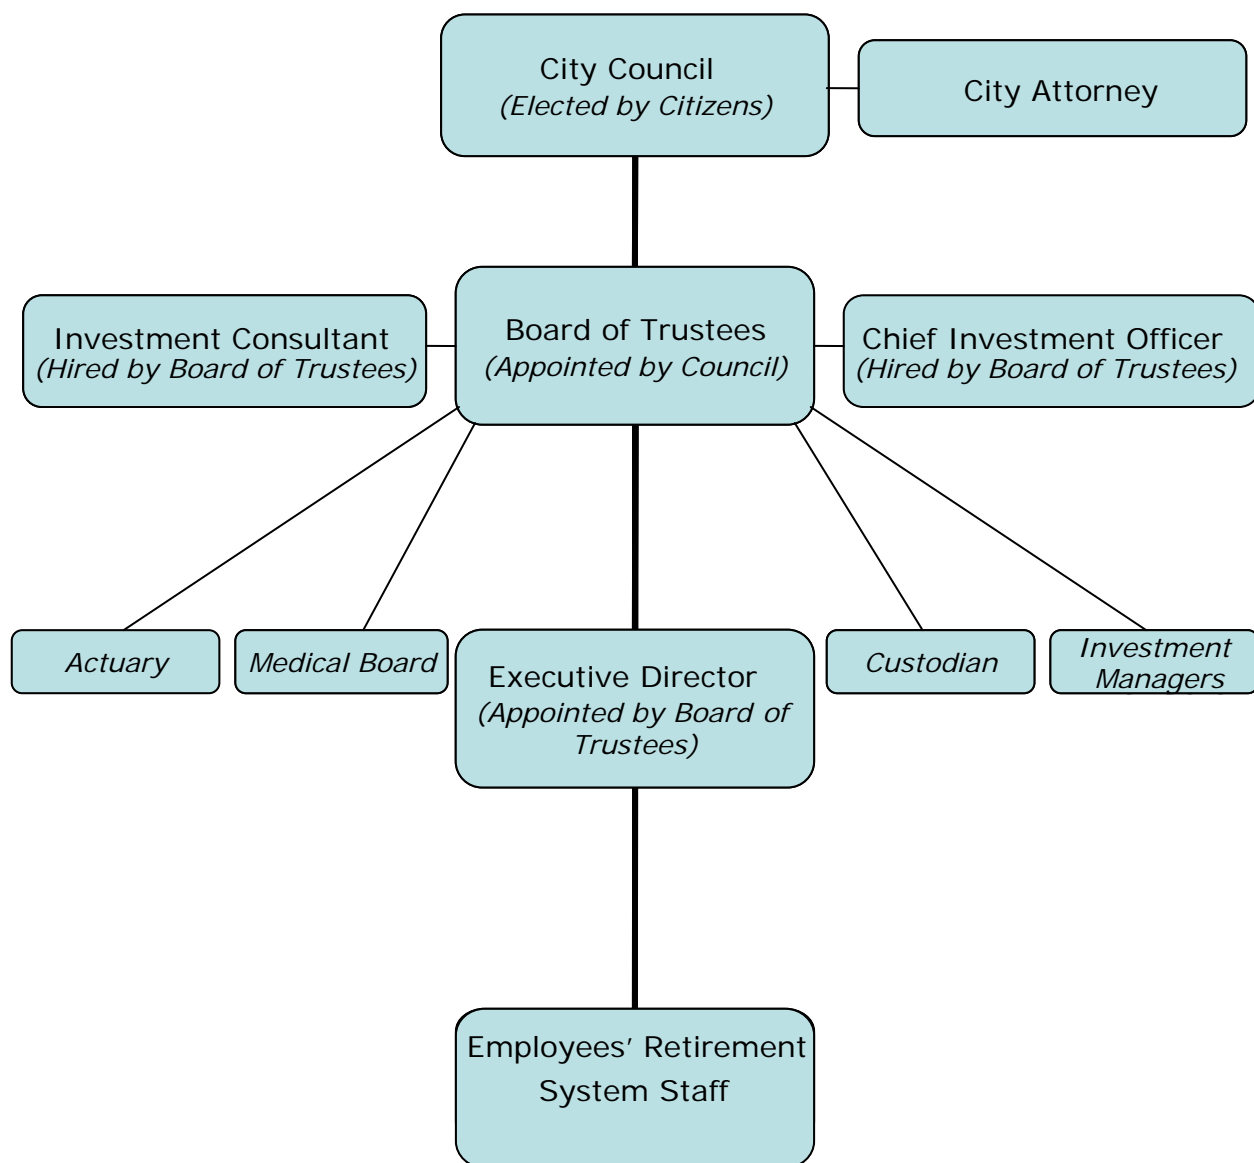 City Council
(Elected by Citizens)
City Attorney
Investment Consultant
(Hired by Board of Trustees)
Board of Trustees
(Appointed by Council)
Chief Investment Officer
(Hired by Board of Trustees)
Actuary
Medical Board
Executive Director
(Appointed by Board of
Trustees)
Custodian
Investment
Managers
Employees’ Retirement
System Staff